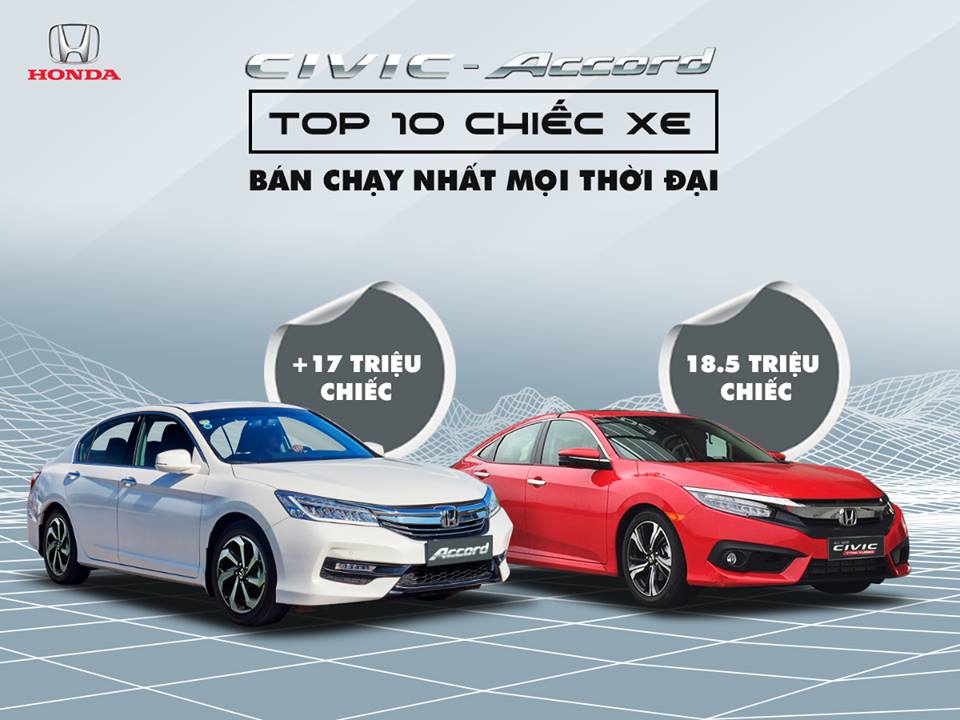 HONDA
CIVIC - Accord
TOP 10 CHIẾC XE
BÁN CHẠY NHẤT MỌI THỜI ĐẠI
+17 TRIỆU
CHIẾC
18.5 TRIỆU
CHIẾC
Accord
CIVIC